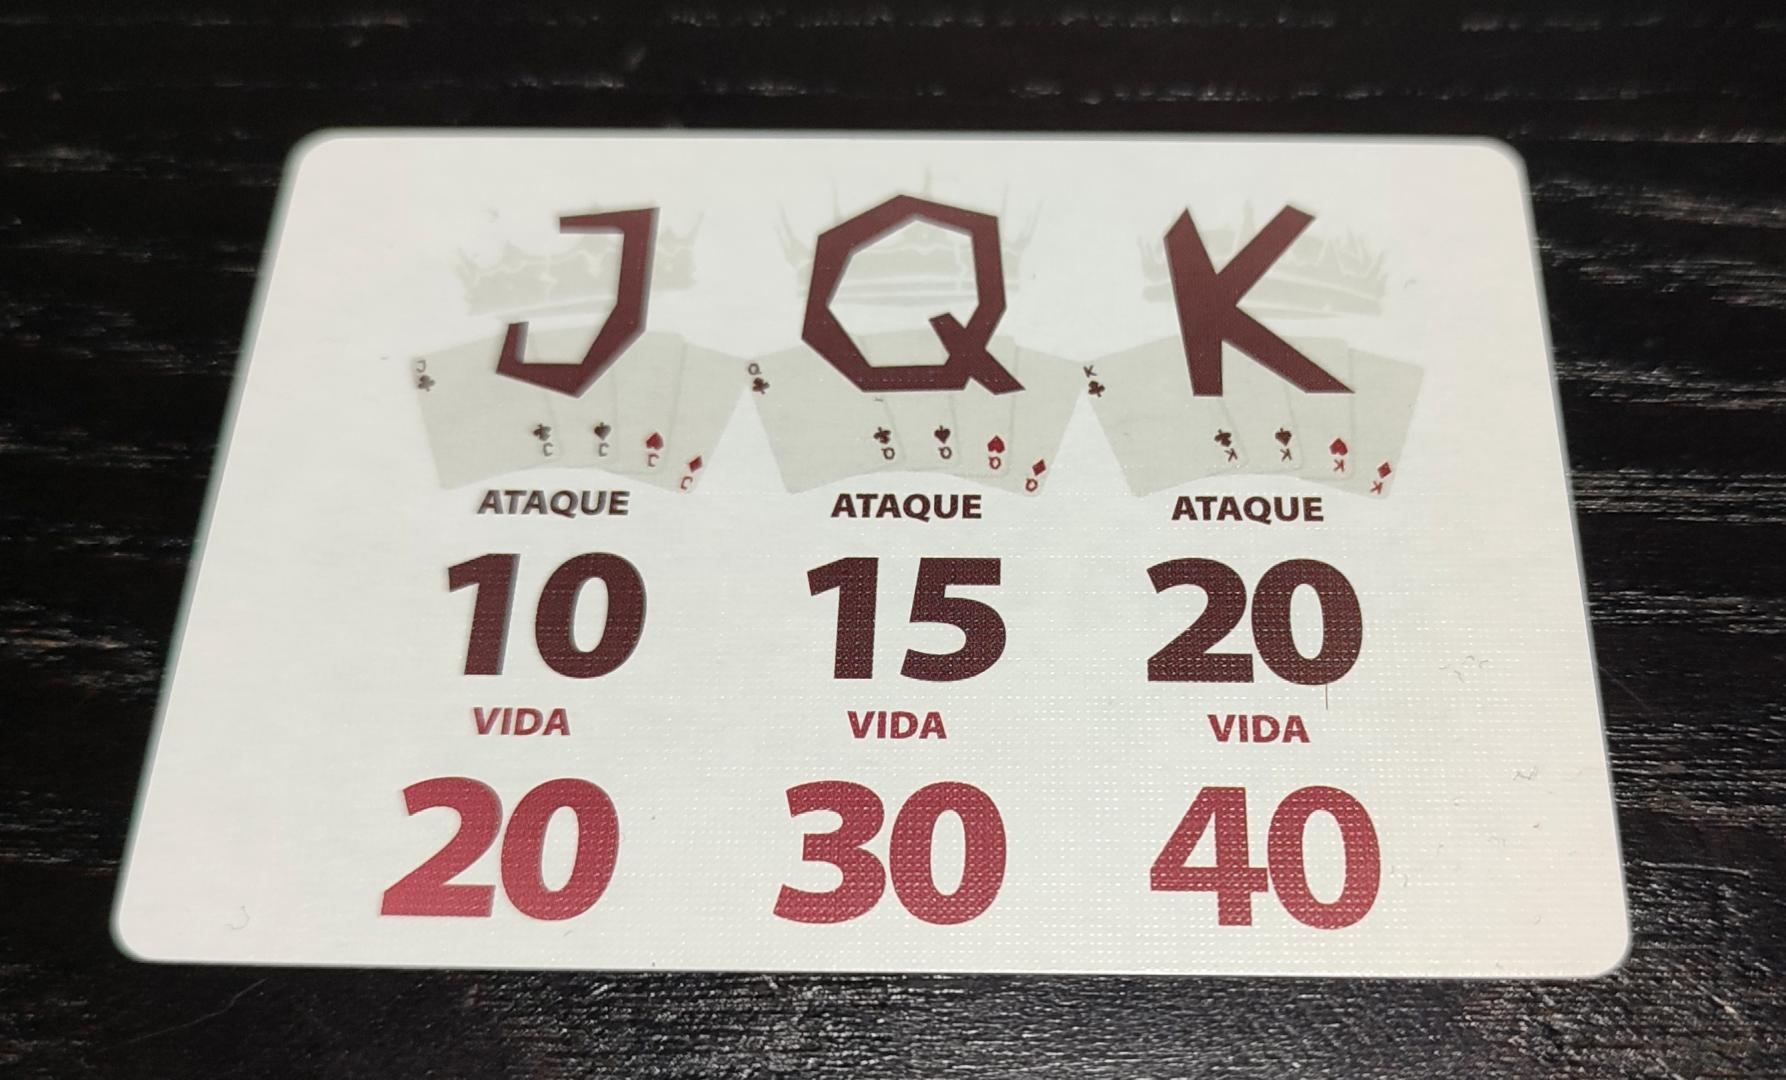 J Q K
J Q K
J J J J Q Q Q Q K K K K
ATAQUE ATAQUE ATAQUE
10 15 20
VIDA VIDA VIDA
20 30 40